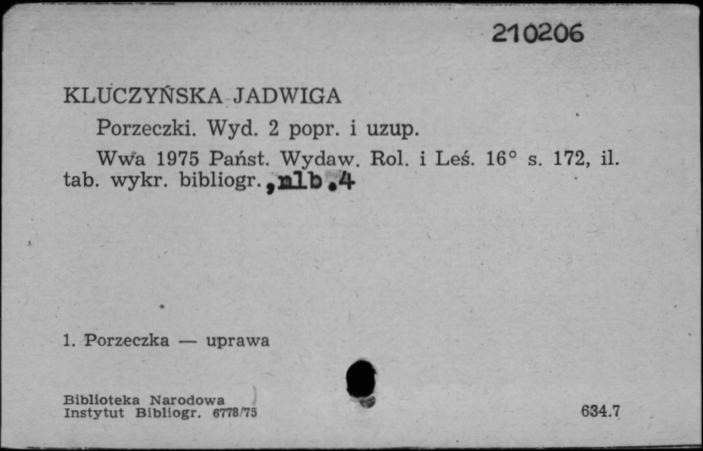 210206
KLUCZYŃSKA JADWIGA
Porzeczki. Wyd. 2 popr. i uzup.
Wwa 1975 Państ. Wydaw. Rol. i Leś. 16° s. 172, il.
tab. wykr. bibliogr.,nlb.4
1. Porzeczka — uprawa
Biblioteka Narodowa
Instytut Bibliogr. 6778/75 634.7